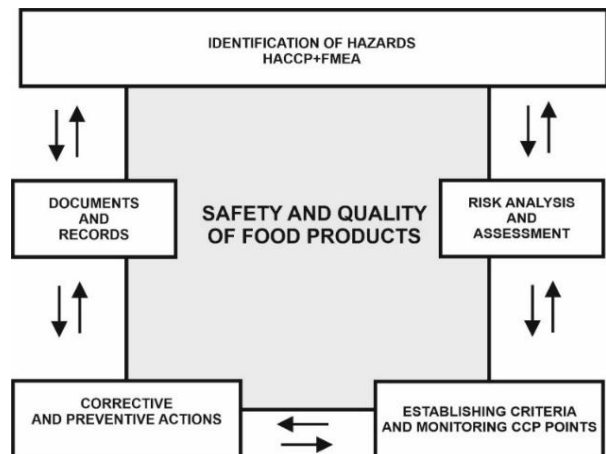 IDENTIFICATION OF HAZARDS
HACCP+FMEA
DOCUMENTS
AND
RECORDS
SAFETY AND QUALITY
OF FOOD PRODUCTS
RISK ANALYSIS
AND
ASSESSMENT
CORRECTIVE
AND PREVENTIVE ACTIONS
ESTABLISHING CRITERIA
AND MONITORING CCP POINTS